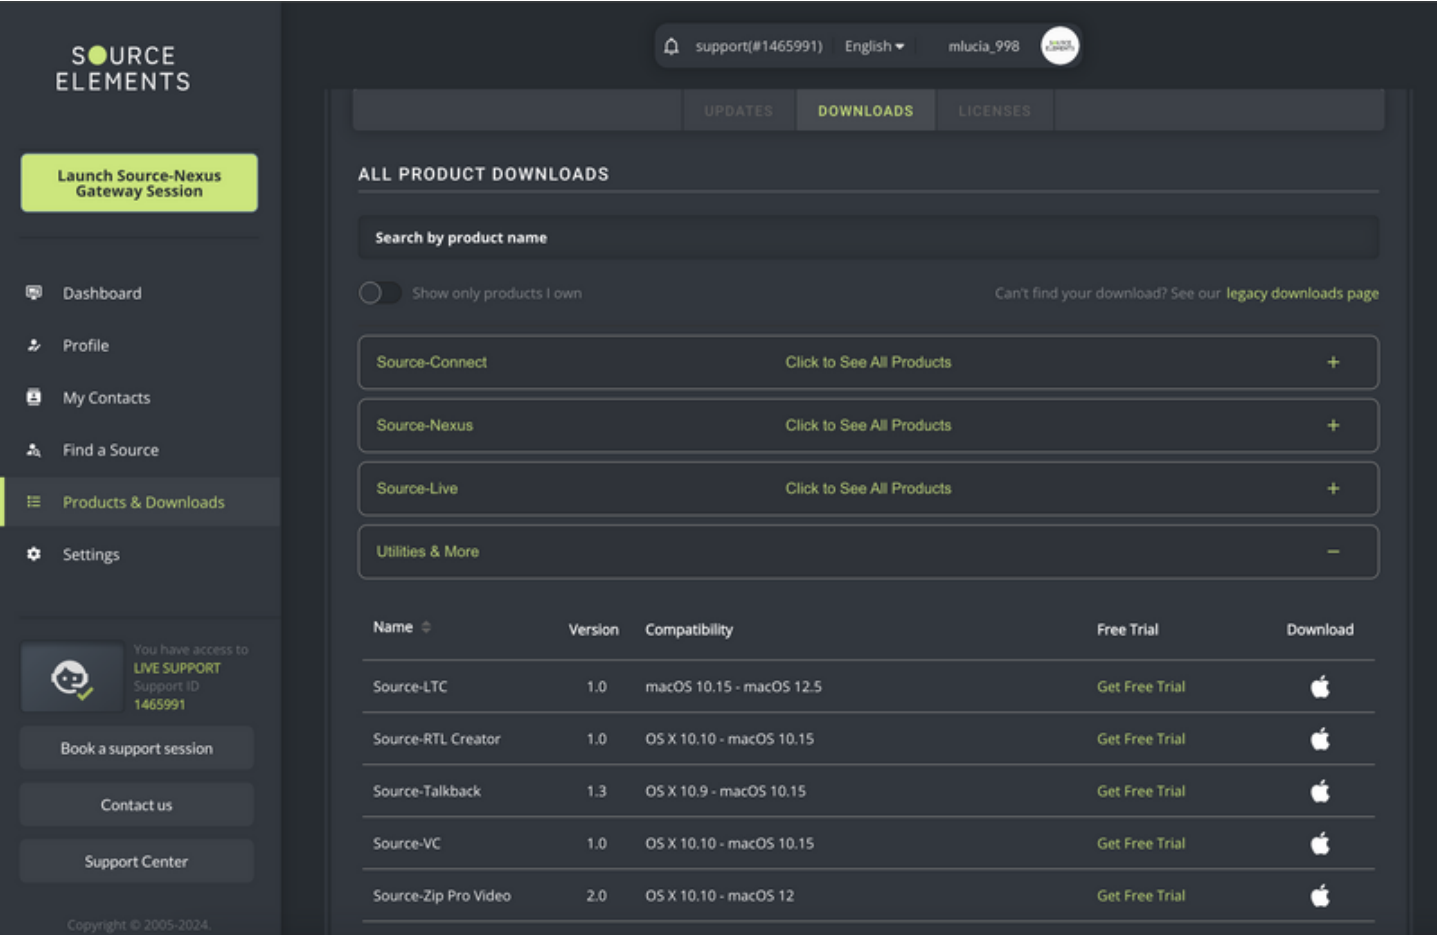 SOURCE
ELEMENTS
Launch Source-Nexus
Gateway Session
Dashboard
Profile
My Contacts
Find a Source
Products & Downloads
Settings
You have access to
LIVE SUPPORT
Support ID
1465991
Book a support session
Contact us
Support Center
Copyright © 2005-2024.
support(#1465991) English mlucia_998 SOURCE ELEMENTS
UPDATES DOWNLOADS LICENSES
ALL PRODUCT DOWNLOADS
Search by product name
Show only products I own Can't find your download? See our legacy downloads page
Source-Connect Click to See All Products +
Source-Nexus Click to See All Products +
Source-Live Click to See All Products +
Utilities & More −
Name Version Compatibility Free Trial Download
Source-LTC 1.0 macOS 10.15 - macOS 12.5 Get Free Trial
Source-RTL Creator 1.0 OS X 10.10 - macOS 10.15 Get Free Trial
Source-Talkback 1.3 OS X 10.9 - macOS 10.15 Get Free Trial
Source-VC 1.0 OS X 10.10 - macOS 10.15 Get Free Trial
Source-Zip Pro Video 2.0 OS X 10.10 - macOS 12 Get Free Trial